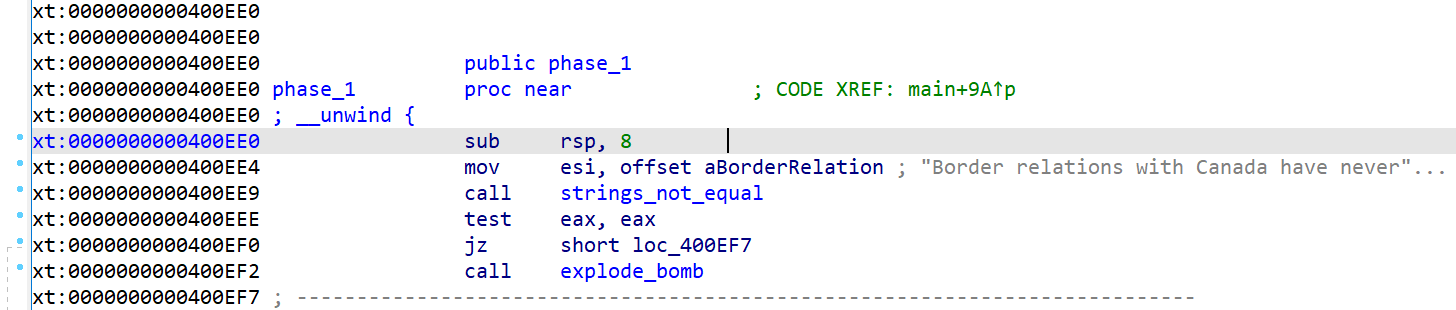 xt:0000000000400EE0
xt:0000000000400EE0
xt:0000000000400EE0 public phase_1
xt:0000000000400EE0 phase_1 proc near ; CODE XREF: main+9A↑p
xt:0000000000400EE0 ; __unwind {
xt:0000000000400EE0 sub rsp, 8
xt:0000000000400EE4 mov esi, offset aBorderRelation ; "Border relations with Canada have never"...
xt:0000000000400EE9 call strings_not_equal
xt:0000000000400EEE test eax, eax
xt:0000000000400EF0 jz short loc_400EF7
xt:0000000000400EF2 call explode_bomb
xt:0000000000400EF7 ; ---------------------------------------------------------------------------